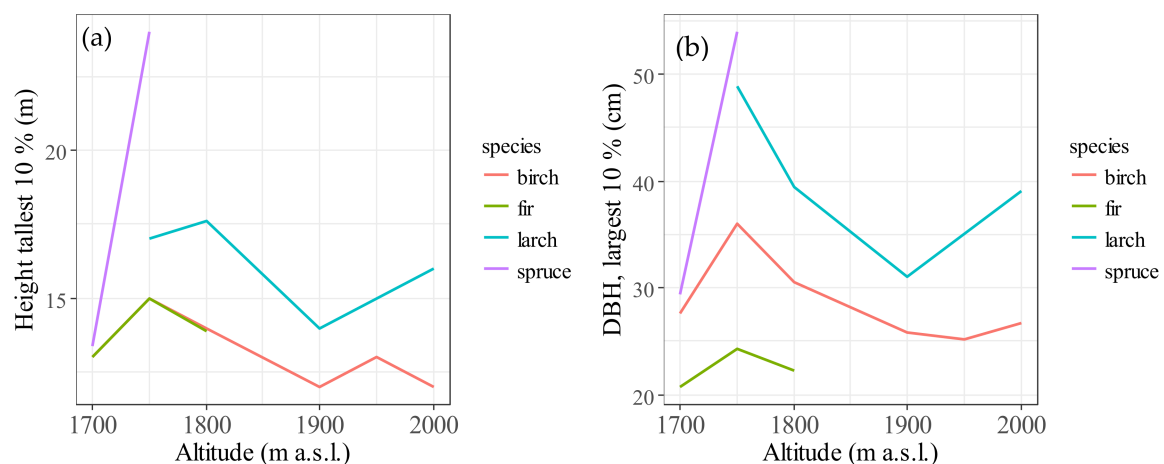 (a)
Height tallest 10 % (m)
20
15
1700
1800
1900
2000
Altitude (m a.s.l.)
species
birch
fir
larch
spruce
(b)
DBH, largest 10 % (cm)
50
40
30
20
1700
1800
1900
2000
Altitude (m a.s.l.)
species
birch
fir
larch
spruce